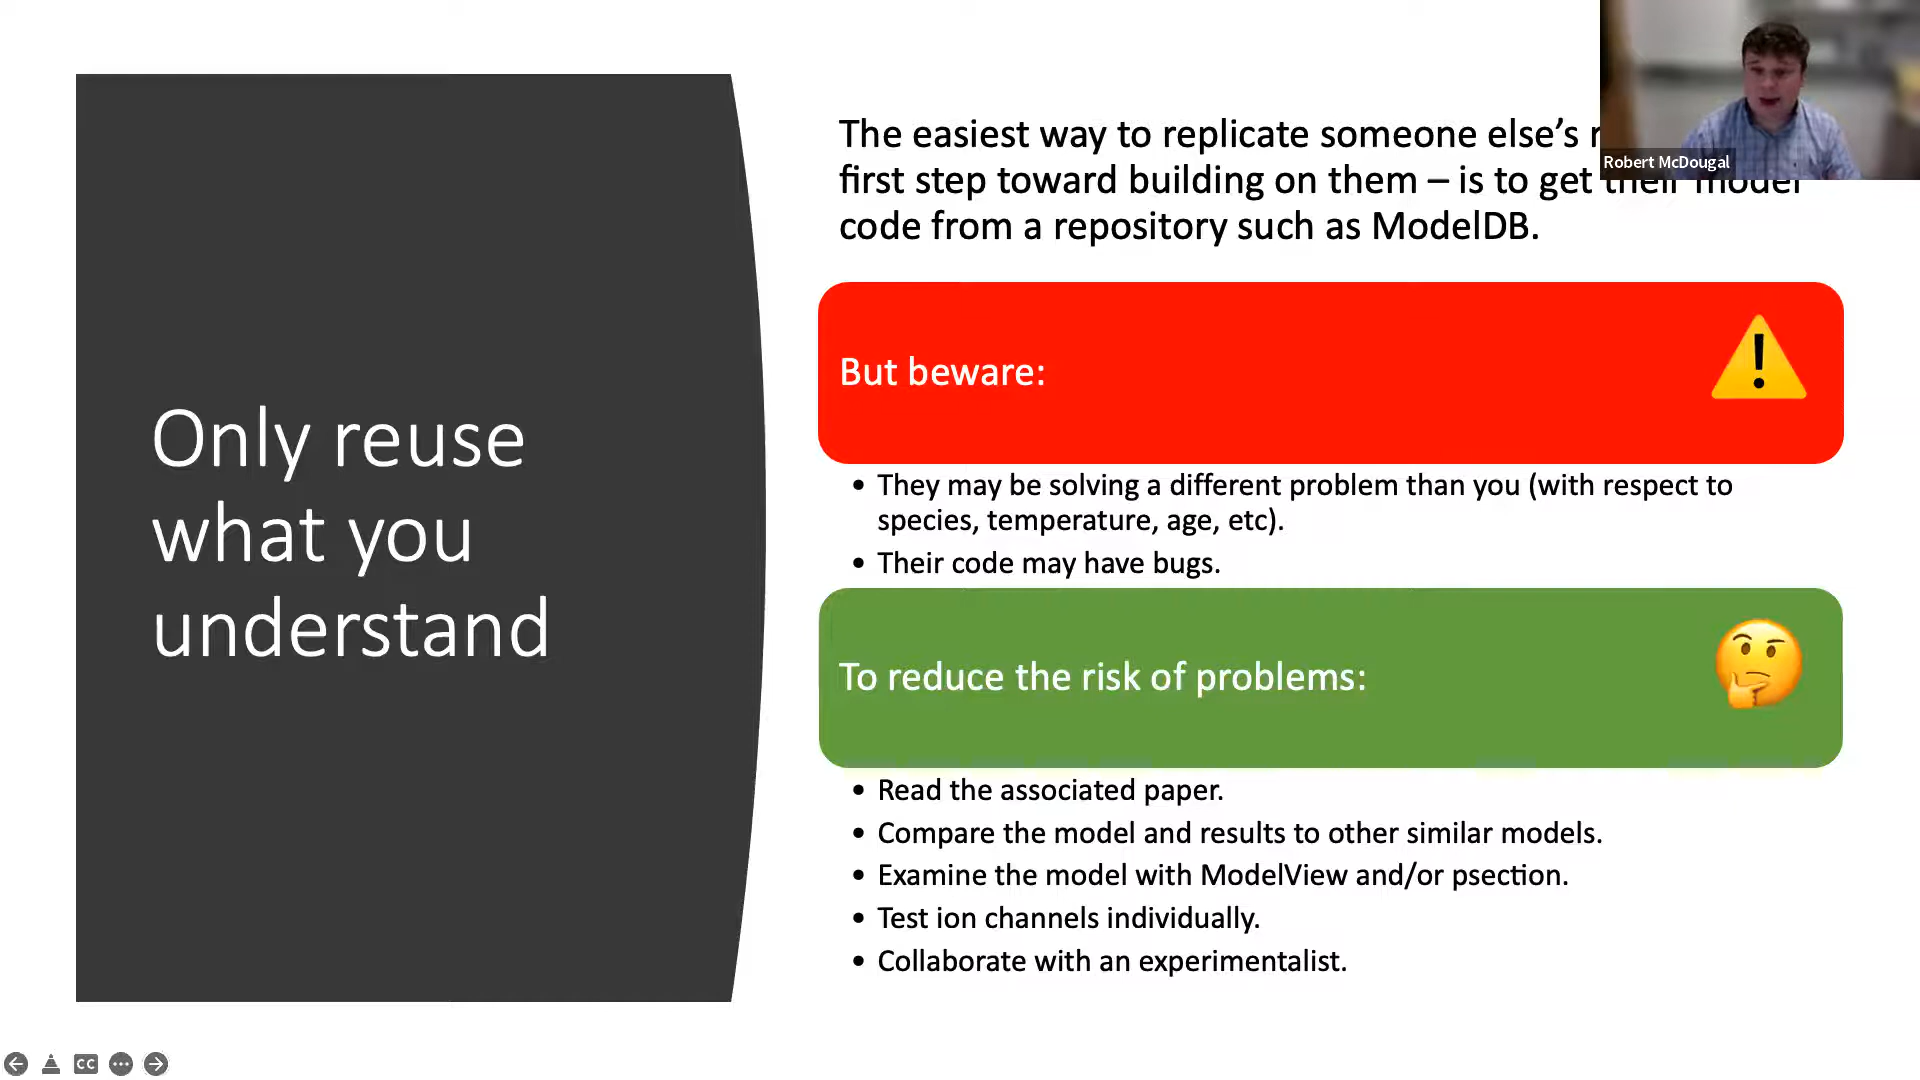 Only reuse
what you
understand
The easiest way to replicate someone else's
first step toward building on them – is to get their model
code from a repository such as ModelDB.
Robert McDougal
But beware:
• They may be solving a different problem than you (with respect to
species, temperature, age, etc).
• Their code may have bugs.
To reduce the risk of problems:
• Read the associated paper.
• Compare the model and results to other similar models.
• Examine the model with ModelView and/or psection.
• Test ion channels individually.
• Collaborate with an experimentalist.
CC